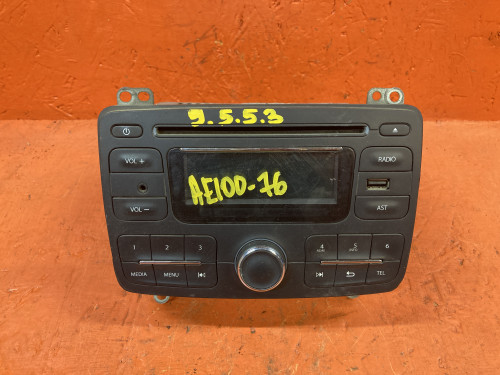 9.5.5.3
VOL +
RADIO
AE100-76
VOL –
AST
1 2 3
4 5 6
MEDIA MENU
TEL